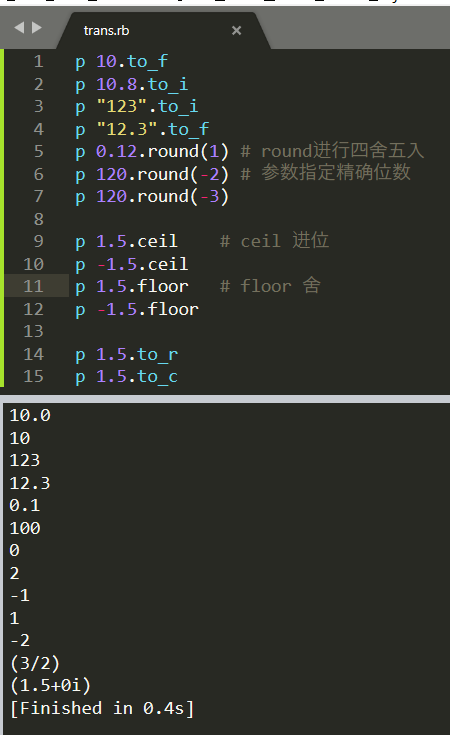 trans.rb ×
1 p 10.to_f
2 p 10.8.to_i
3 p "123".to_i
4 p "12.3".to_f
5 p 0.12.round(1) # round进行四舍五入
6 p 120.round(-2) # 参数指定精确位数
7 p 120.round(-3)
8
9 p 1.5.ceil    # ceil 进位
10 p -1.5.ceil
11 p 1.5.floor   # floor 舍
12 p -1.5.floor
13
14 p 1.5.to_r
15 p 1.5.to_c
10.0
10
123
12.3
0.1
100
0
2
-1
1
-2
(3/2)
(1.5+0i)
[Finished in 0.4s]